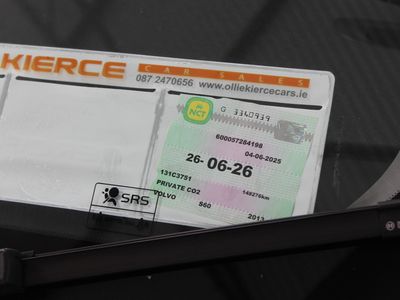 KIERCE
CAR SALES
087 2470656 www.olliekiercecars.ie
NCT
G 3340939
600057284198
04-06-2025
26-06-26
131C3751
PRIVATE CO2
148276km
VOLVO S60 2013
SRS